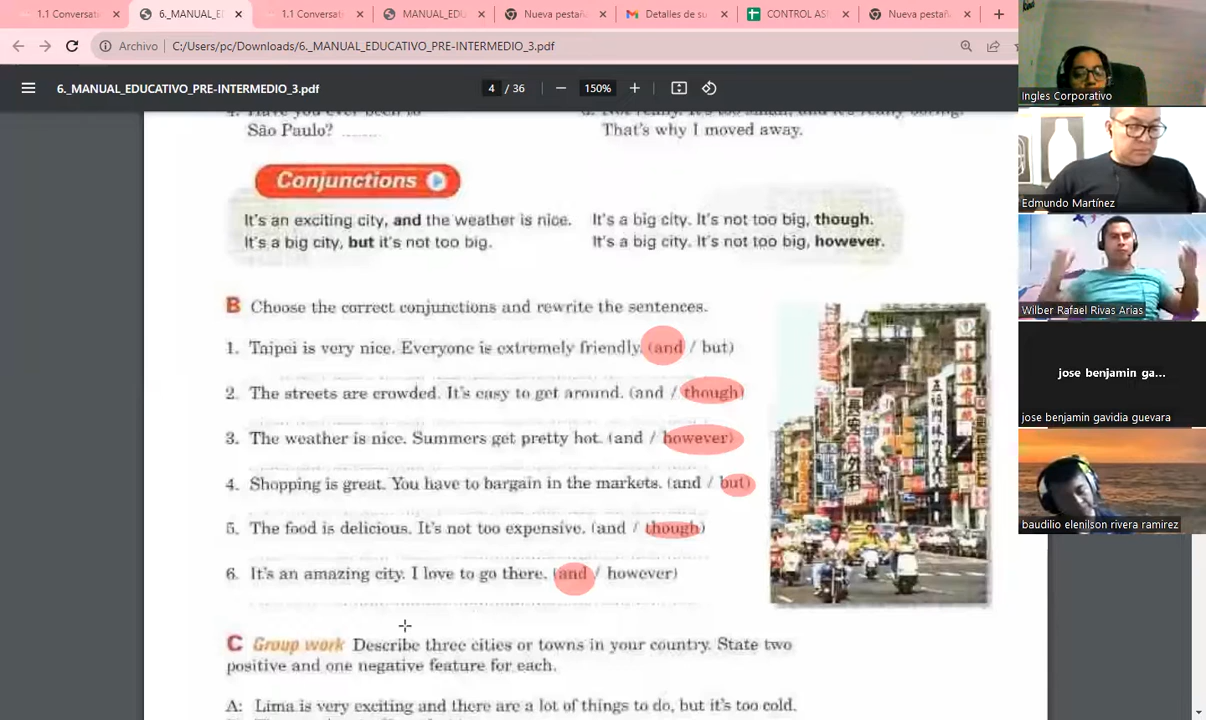 1.1 Conversat
6._MANUAL_E
1.1 Conversat
MANUAL_EDU
Nueva pestañ
Detalles de su
CONTROL AS
Nueva pestañ
Archivo
C:/Users/pc/Downloads/6._MANUAL_EDUCATIVO_PRE-INTERMEDIO_3.pdf
6._MANUAL_EDUCATIVO_PRE-INTERMEDIO_3.pdf
4 / 36
150%
São Paulo?
That's why I moved away.
Conjunctions
It's an exciting city, and the weather is nice.
It's a big city. It's not too big, though.
It's a big city, but it's not too big.
It's a big city. It's not too big, however.
B Choose the correct conjunctions and rewrite the sentences.
1. Taipei is very nice. Everyone is extremely friendly. (and / but)
2. The streets are crowded. It's easy to get around. (and / though)
3. The weather is nice. Summers get pretty hot. (and / however)
4. Shopping is great. You have to bargain in the markets. (and / but)
5. The food is delicious. It's not too expensive. (and / though)
6. It's an amazing city. I love to go there. (and / however)
C Group work Describe three cities or towns in your country. State two
positive and one negative feature for each.
A: Lima is very exciting and there are a lot of things to do, but it's too cold.
Ingles Corporativo
Edmundo Martínez
Wilber Rafael Rivas Arias
jose benjamin ga...
jose benjamin gavidia guevara
baudilio elenilson rivera ramirez